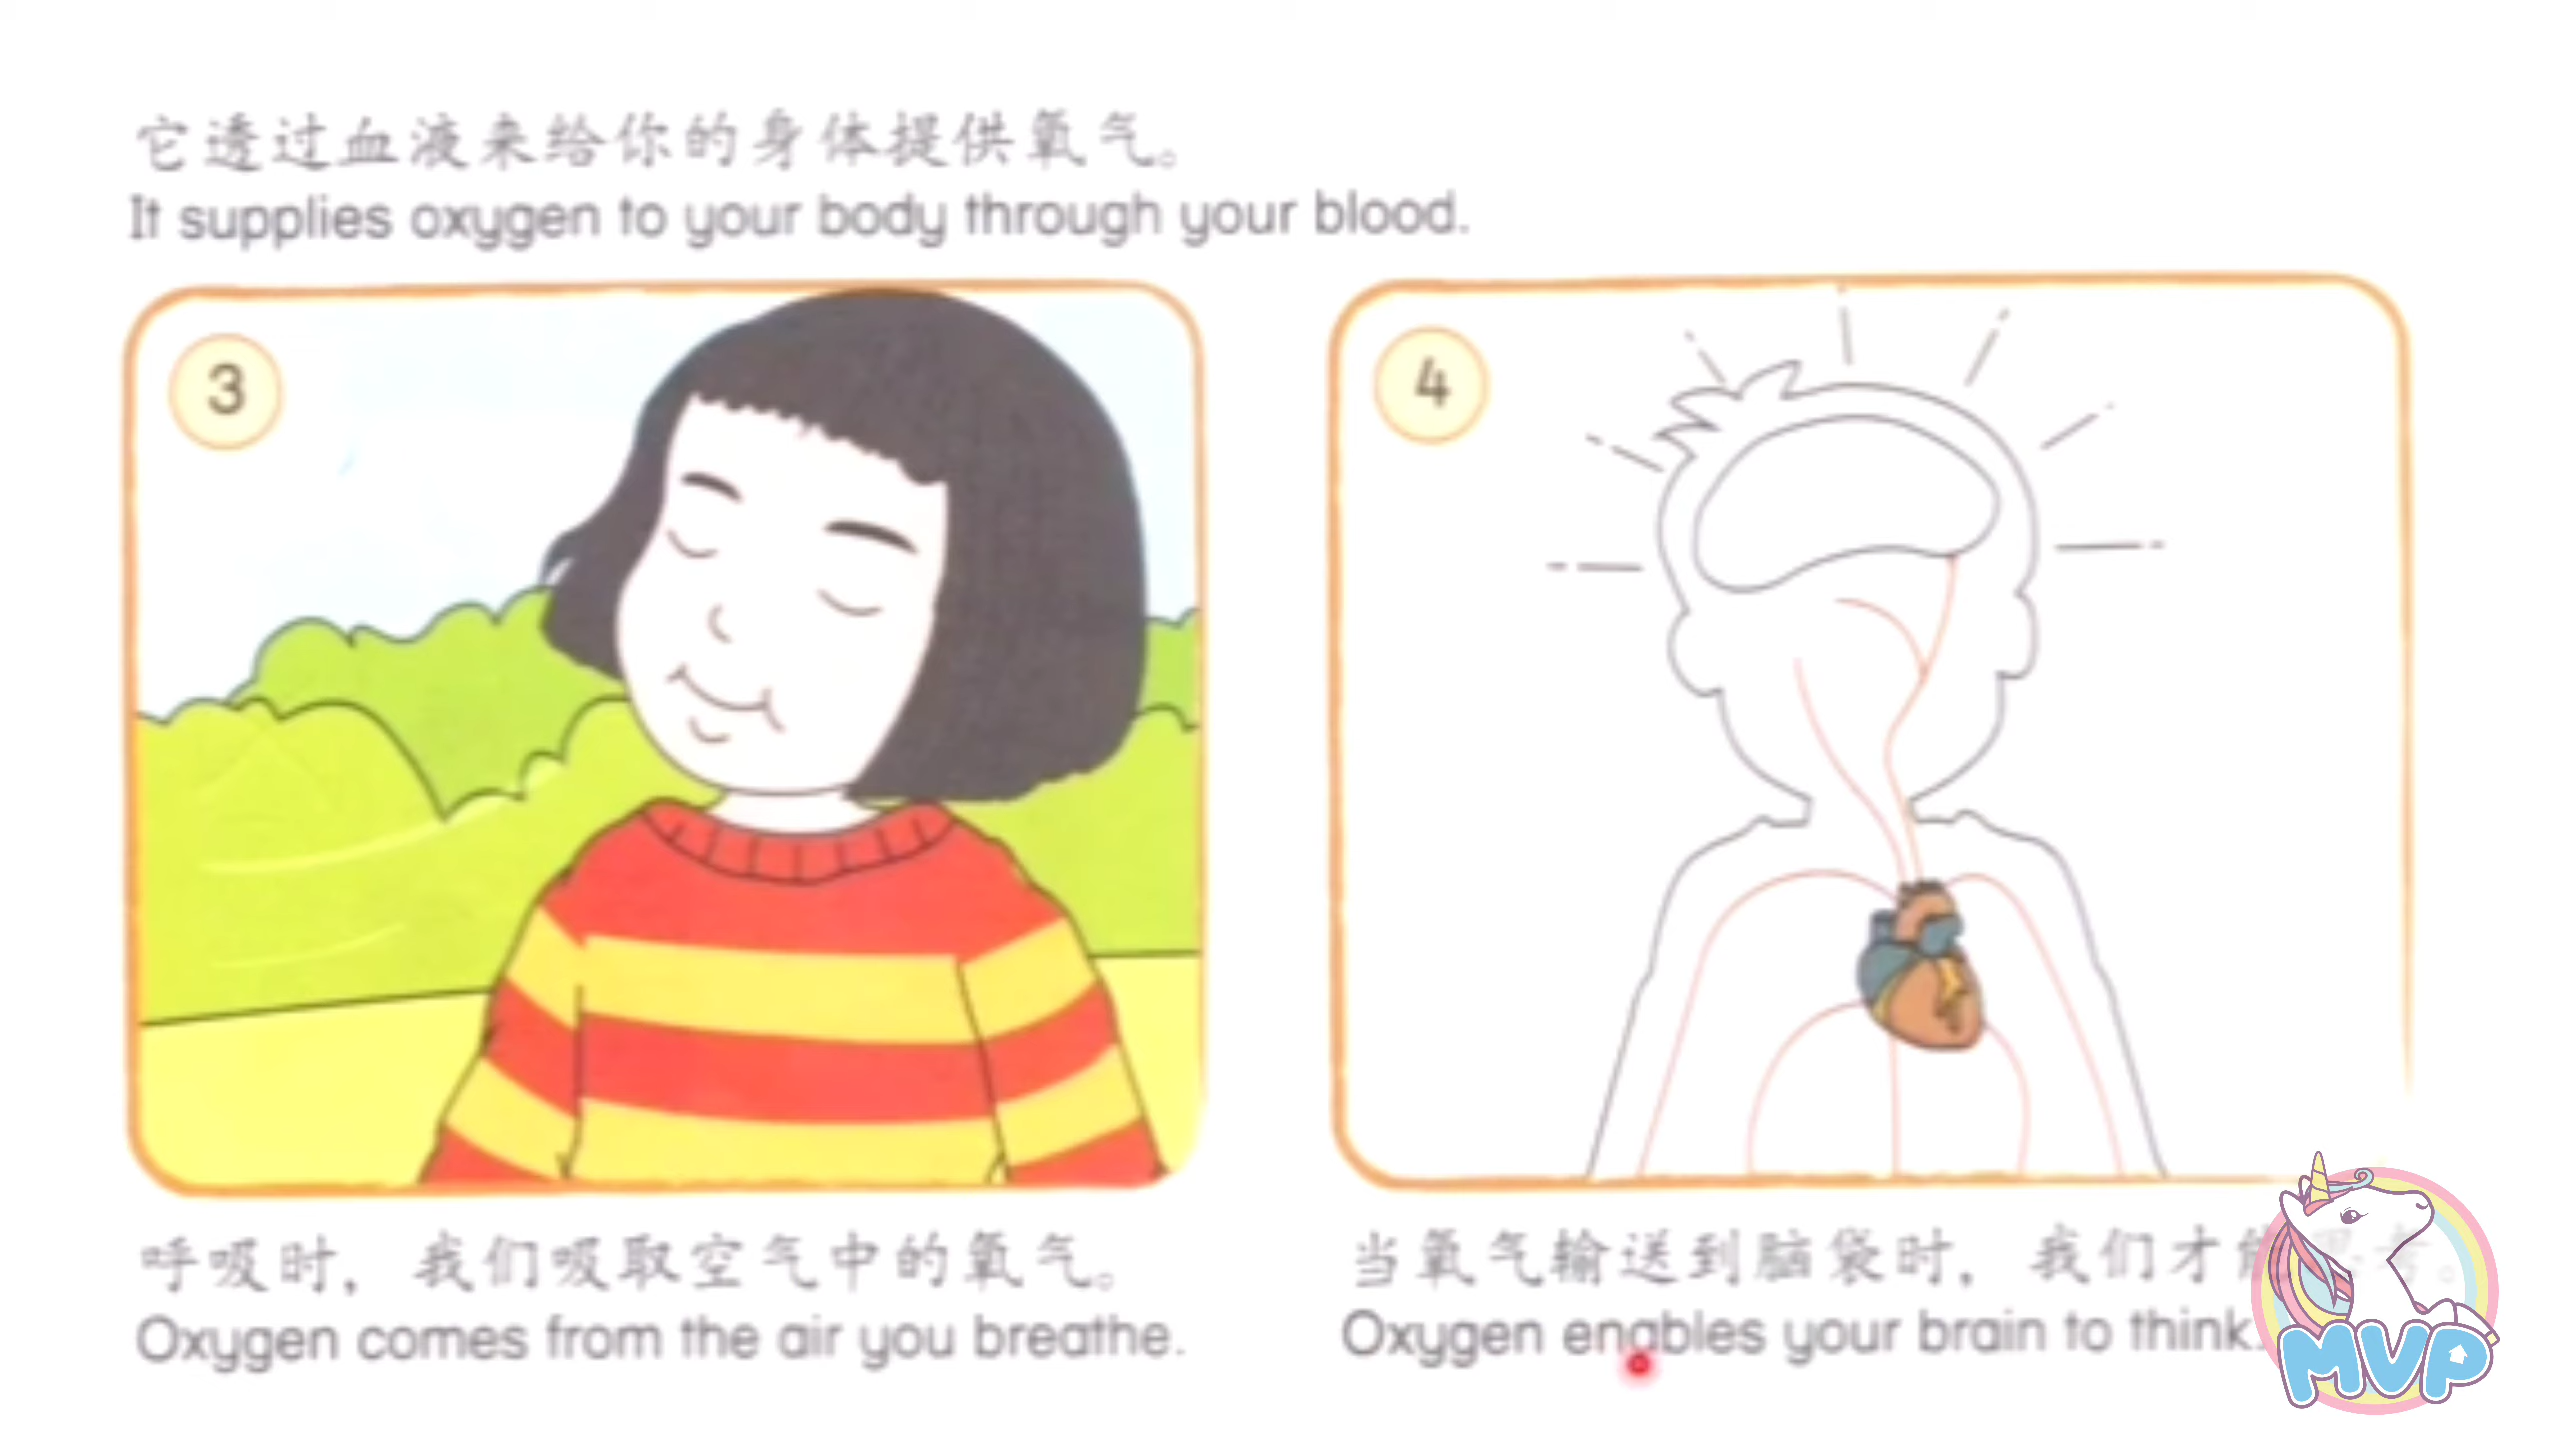 它透过血液来给你的身体提供氧气。
It supplies oxygen to your body through your blood.
3
4
呼吸时，我们吸取空气中的氧气。
Oxygen comes from the air you breathe.
当氧气输送到脑袋时，我们才能
Oxygen enables your brain to think.
MVP